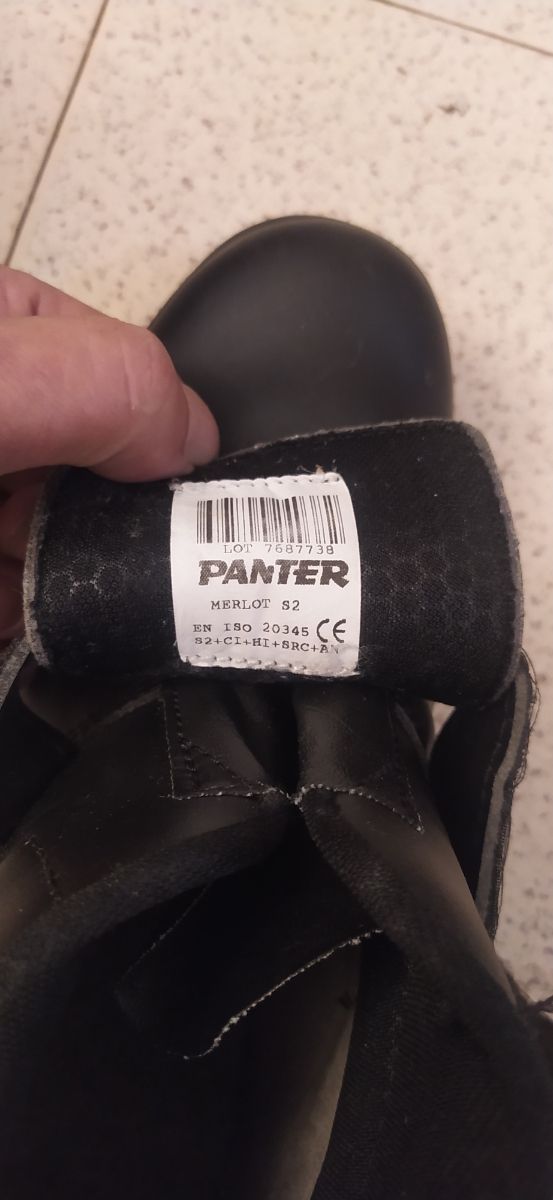 LOT 7687738
PANTER
MERLOT S2
EN ISO 20345 CE
S2+CI+HI+SRC+AN